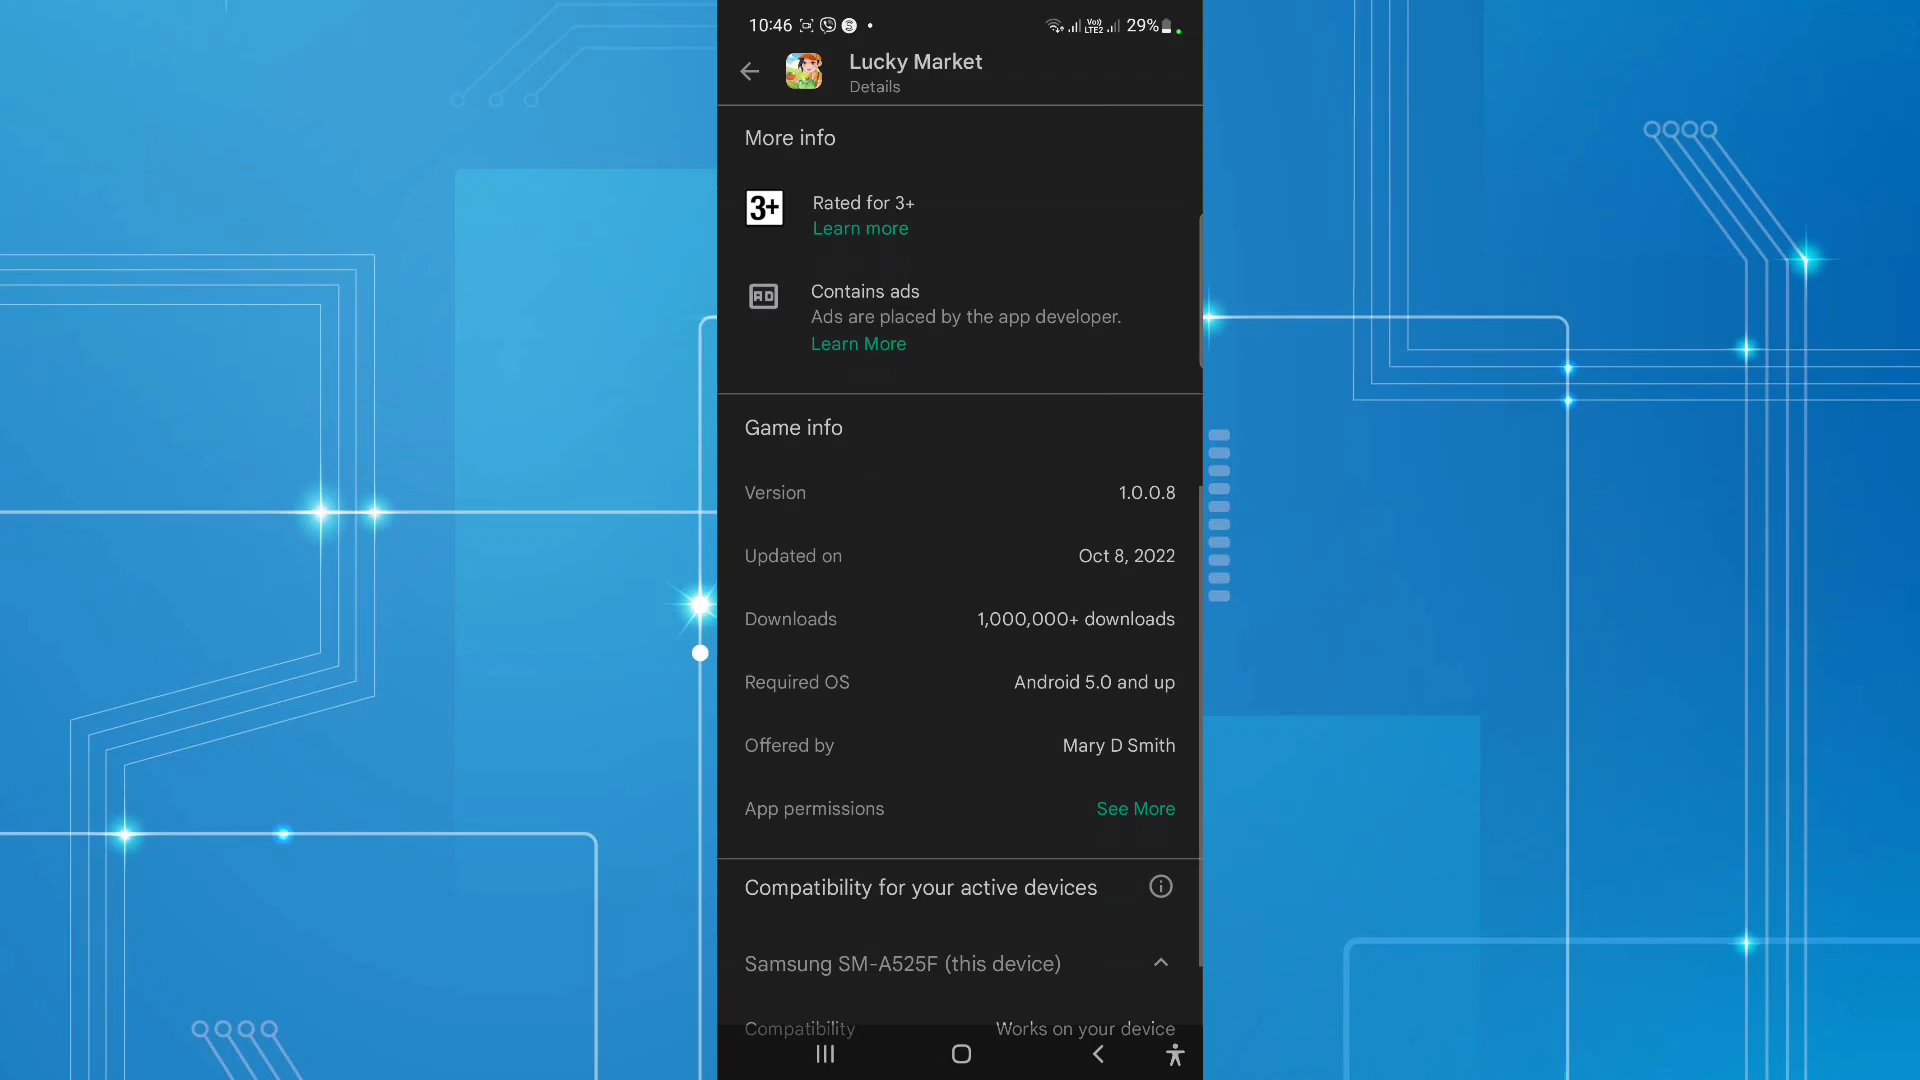 10:46 29%
Lucky Market
Details
More info
3+ Rated for 3+
Learn more
AD Contains ads
Ads are placed by the app developer.
Learn More
Game info
Version 1.0.0.8
Updated on Oct 8, 2022
Downloads 1,000,000+ downloads
Required OS Android 5.0 and up
Offered by Mary D Smith
App permissions See More
Compatibility for your active devices
Samsung SM-A525F (this device)
Compatibility Works on your device